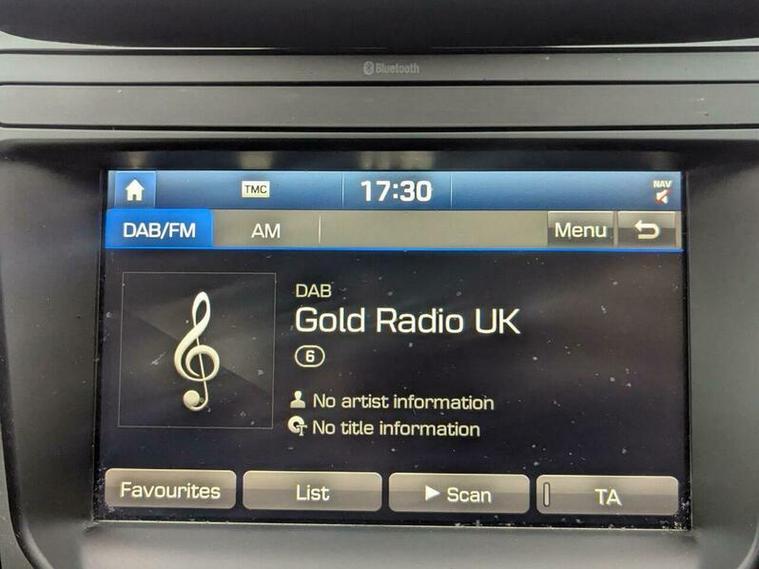 Bluetooth
TMC 17:30 NAV
DAB/FM AM Menu
DAB
Gold Radio UK
6
No artist information
No title information
Favourites List Scan TA